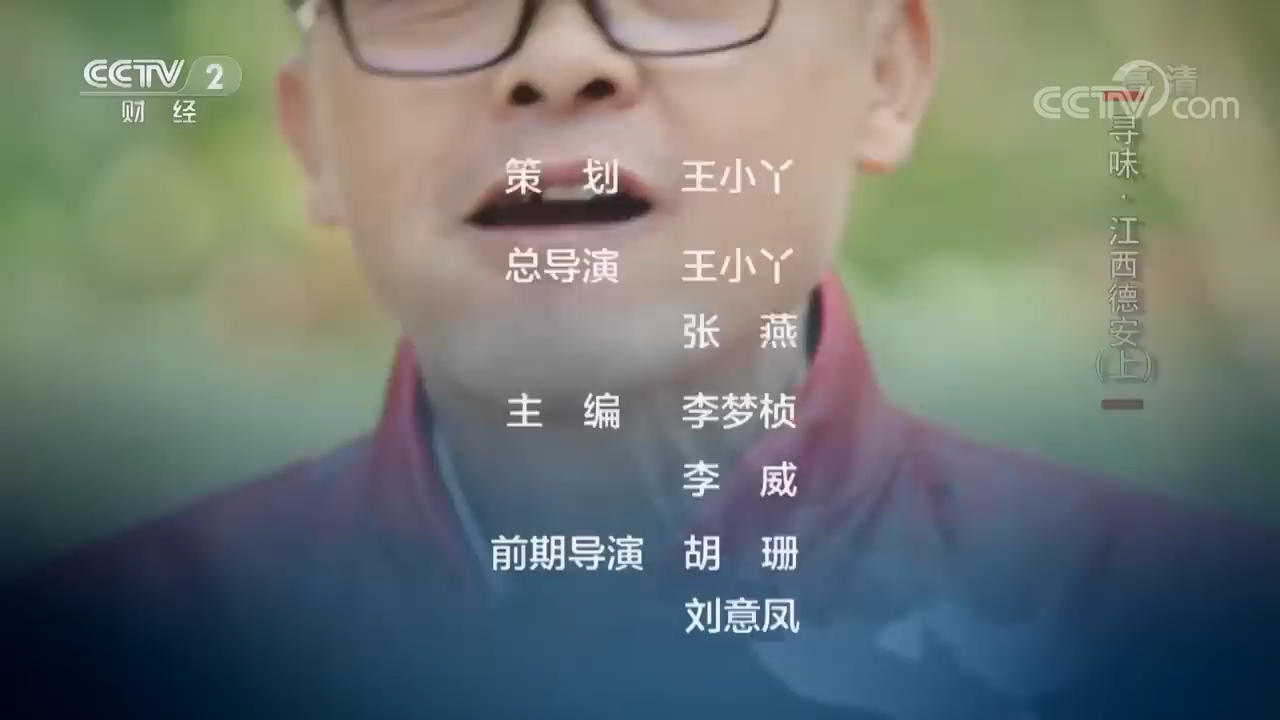 CCTV 2
财 经
高清
CCTV.com
寻味·江西德安(上)
策 划 王小丫
总导演 王小丫
张 燕
主 编 李梦桢
李 威
前期导演 胡 珊
刘意凤